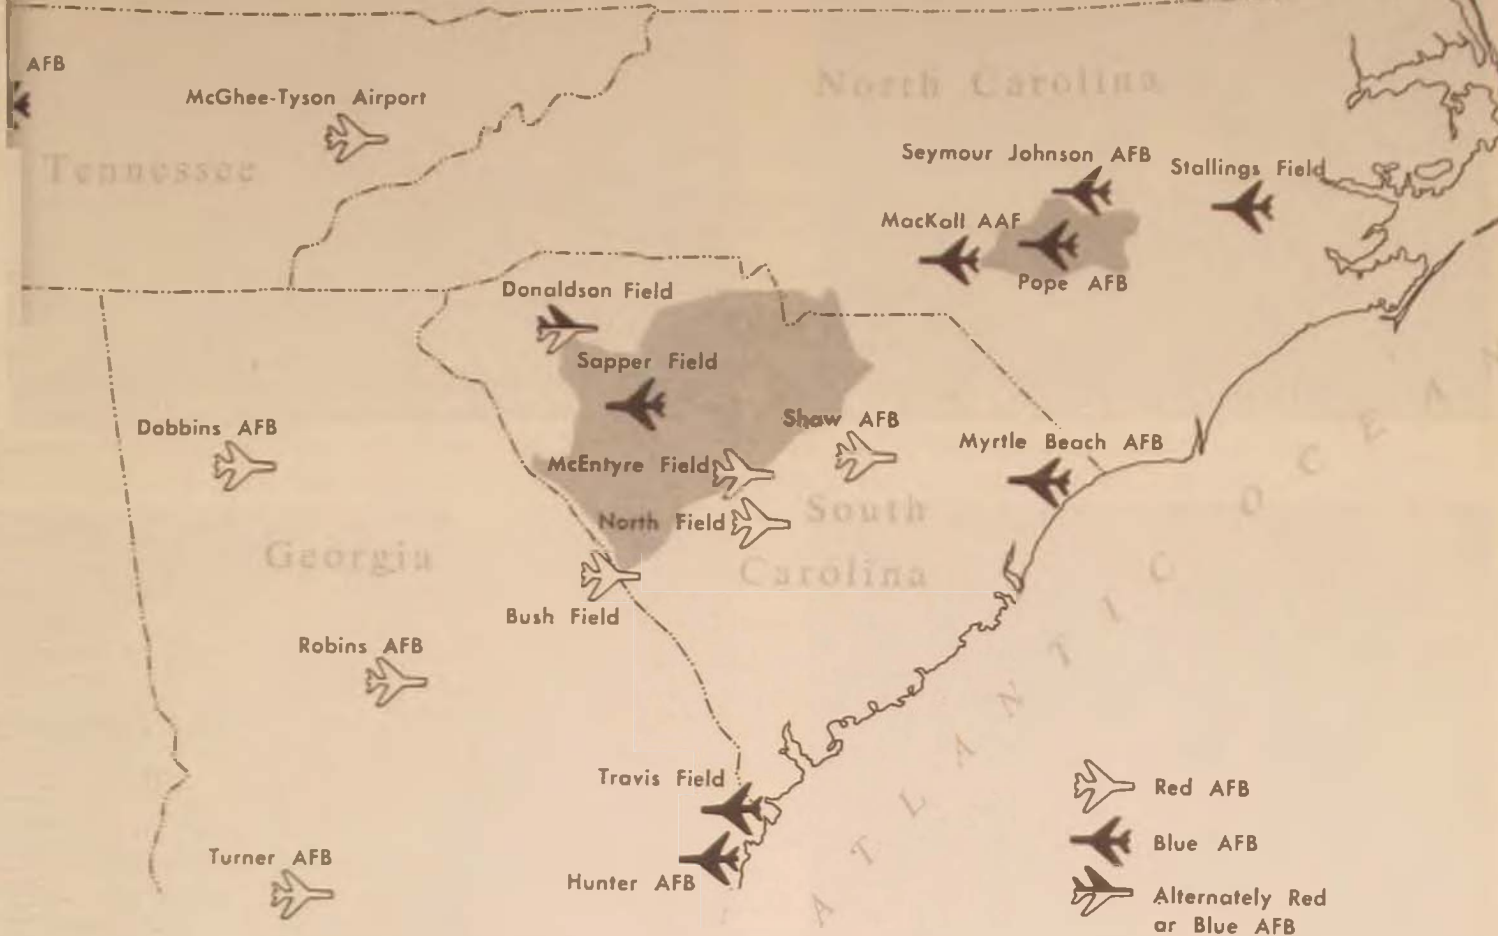 AFB
McGhee-Tyson Airport
North Carolina
Tennessee
Seymour Johnson AFB
Stallings Field
MacKall AAF
Pope AFB
Donaldson Field
Sapper Field
Dobbins AFB
Shaw AFB
Myrtle Beach AFB
McEntyre Field
North Field
South
Carolina
Georgia
Bush Field
Robins AFB
Travis Field
Hunter AFB
Turner AFB
ATLANTIC OCEAN
Red AFB
Blue AFB
Alternately Red
or Blue AFB